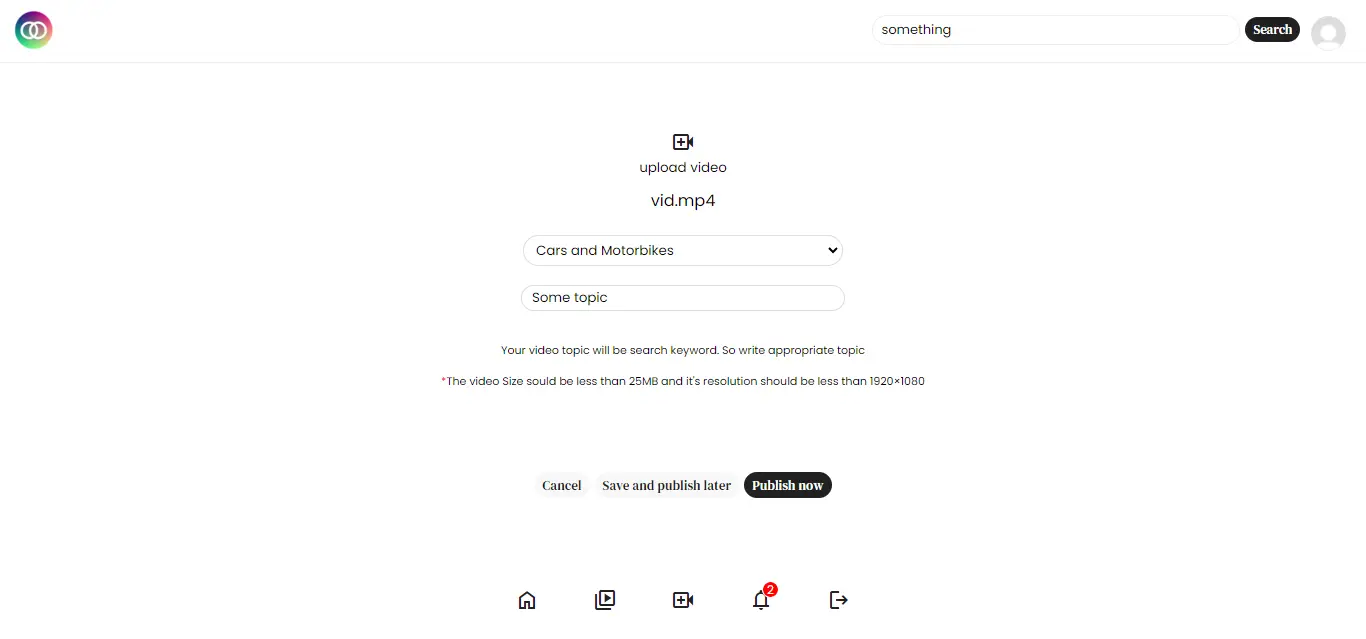 something
Search
upload video
vid.mp4
Cars and Motorbikes
Some topic
Your video topic will be search keyword. So write appropriate topic
*The video Size sould be less than 25MB and it's resolution should be less than 1920×1080
Cancel Save and publish later Publish now
2